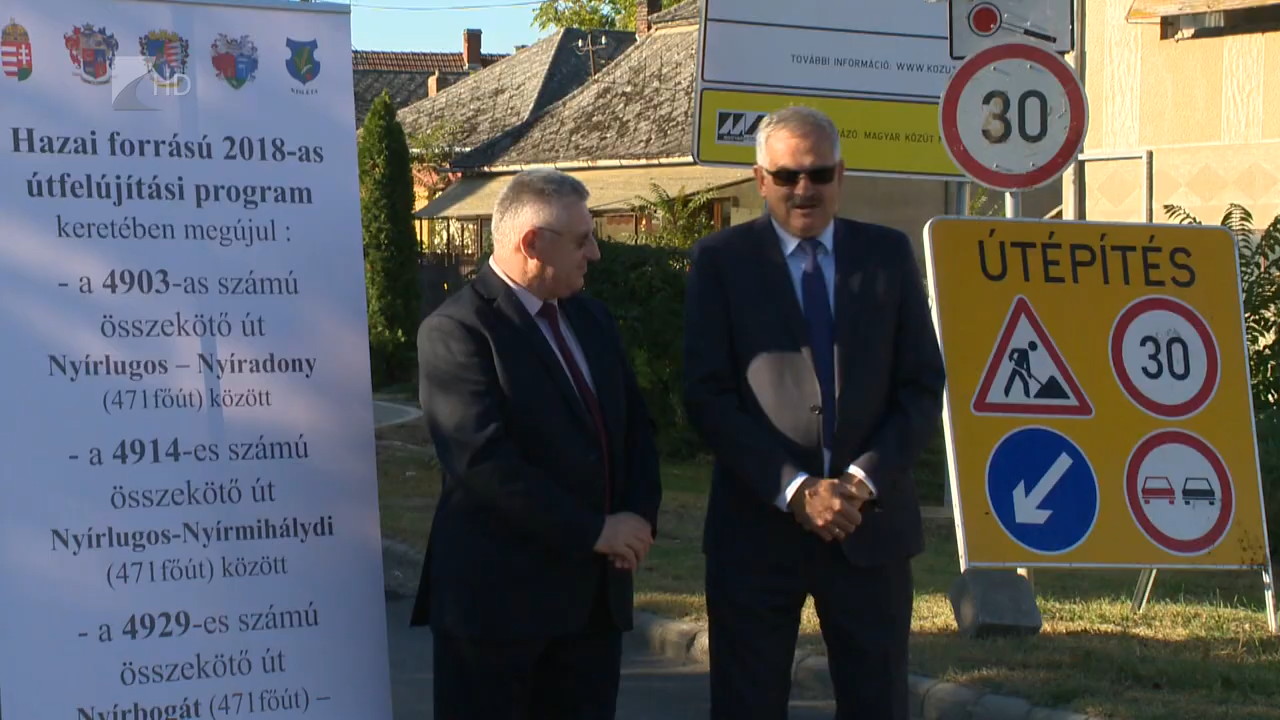 HD
KISLÉTA
Hazai forrású 2018-as
útfelújítási program
keretében megújul :
- a 4903-as számú
összekötő út
Nyírlugos – Nyíradony
(471főút) között
- a 4914-es számú
összekötő út
Nyírlugos-Nyírmihálydi
(471főút) között
- a 4929-es számú
összekötő út
Nyírbogát (471főút) –
TOVÁBBI INFORMÁCIÓ: WWW.KOZU
MAGYAR KÖZÚT
30
ÚTÉPÍTÉS
30